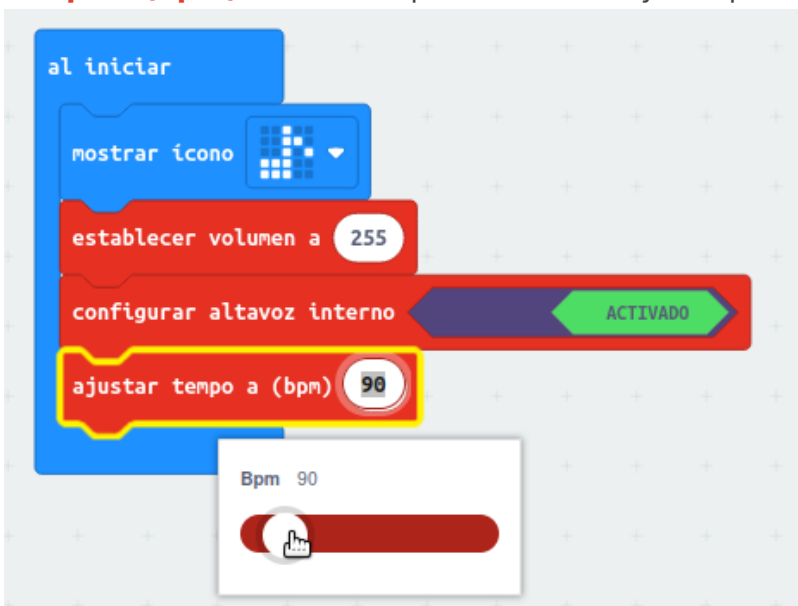 al iniciar
mostrar ícono
establecer volumen a 255
configurar altavoz interno ACTIVADO
ajustar tempo a (bpm) 90
Bpm 90